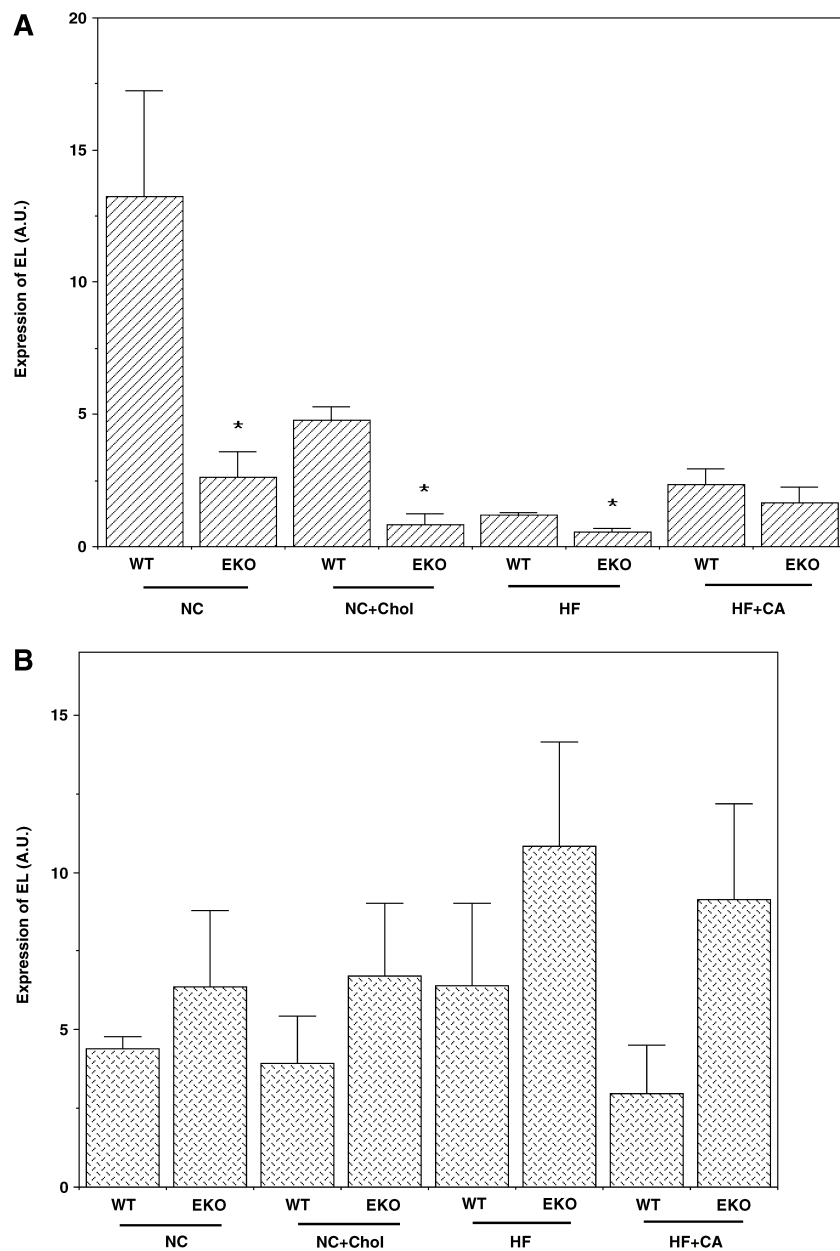 A
20
15
10
5
0
Expression of EL (A.U.)
*
*
*
WT EKO WT EKO WT EKO WT EKO
NC NC+Chol HF HF+CA
B
15
10
5
0
Expression of EL (A.U.)
WT EKO WT EKO WT EKO WT EKO
NC NC+Chol HF HF+CA